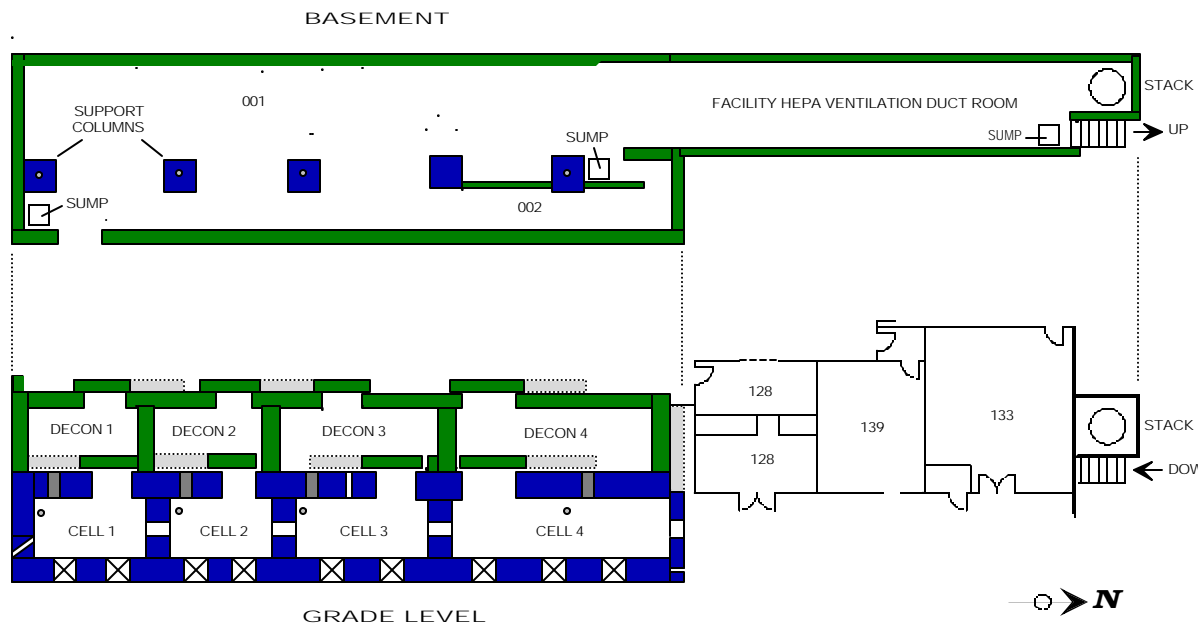 BASEMENT
STACK
001
FACILITY HEPA VENTILATION DUCT ROOM
SUPPORT
COLUMNS
UP
SUMP
SUMP
SUMP
002
128
DECON 1
DECON 2
DECON 3
DECON 4
139
133
STACK
128
DOW
CELL 1
CELL 2
CELL 3
CELL 4
N
GRADE LEVEL